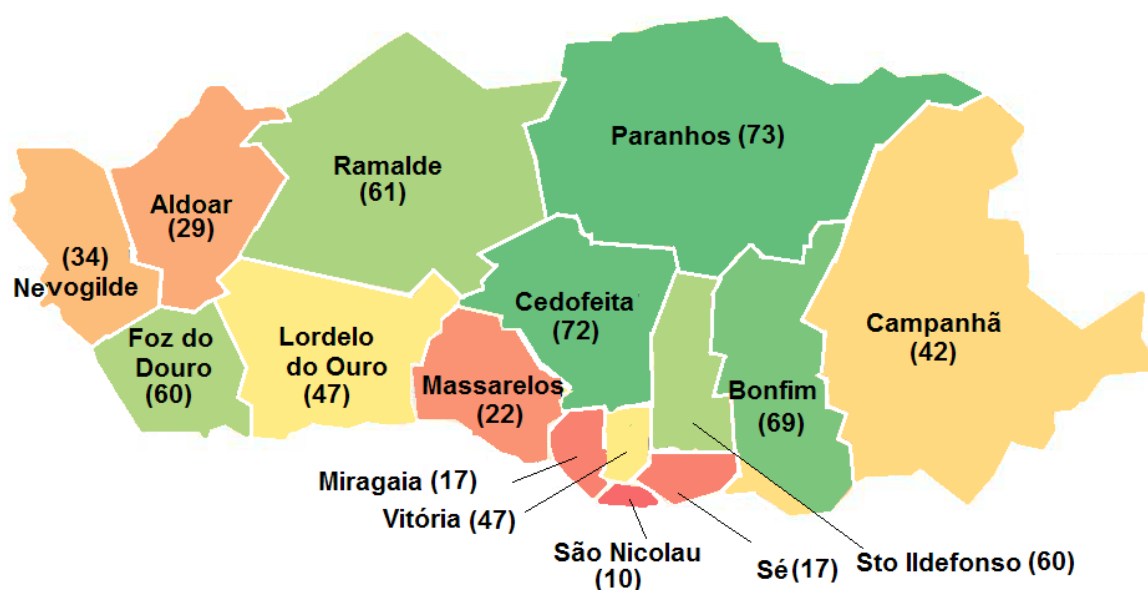 Paranhos (73)
Ramalde
(61)
Aldoar
(29)
(34)
Nevogilde
Cedofeita
(72)
Campanhã
(42)
Foz do
Douro
(60)
Lordelo
do Ouro
(47)
Massarelos
(22)
Bonfim
(69)
Miragaia (17)
Vitória (47)
São Nicolau
(10)
Sé (17)
Sto Ildefonso (60)